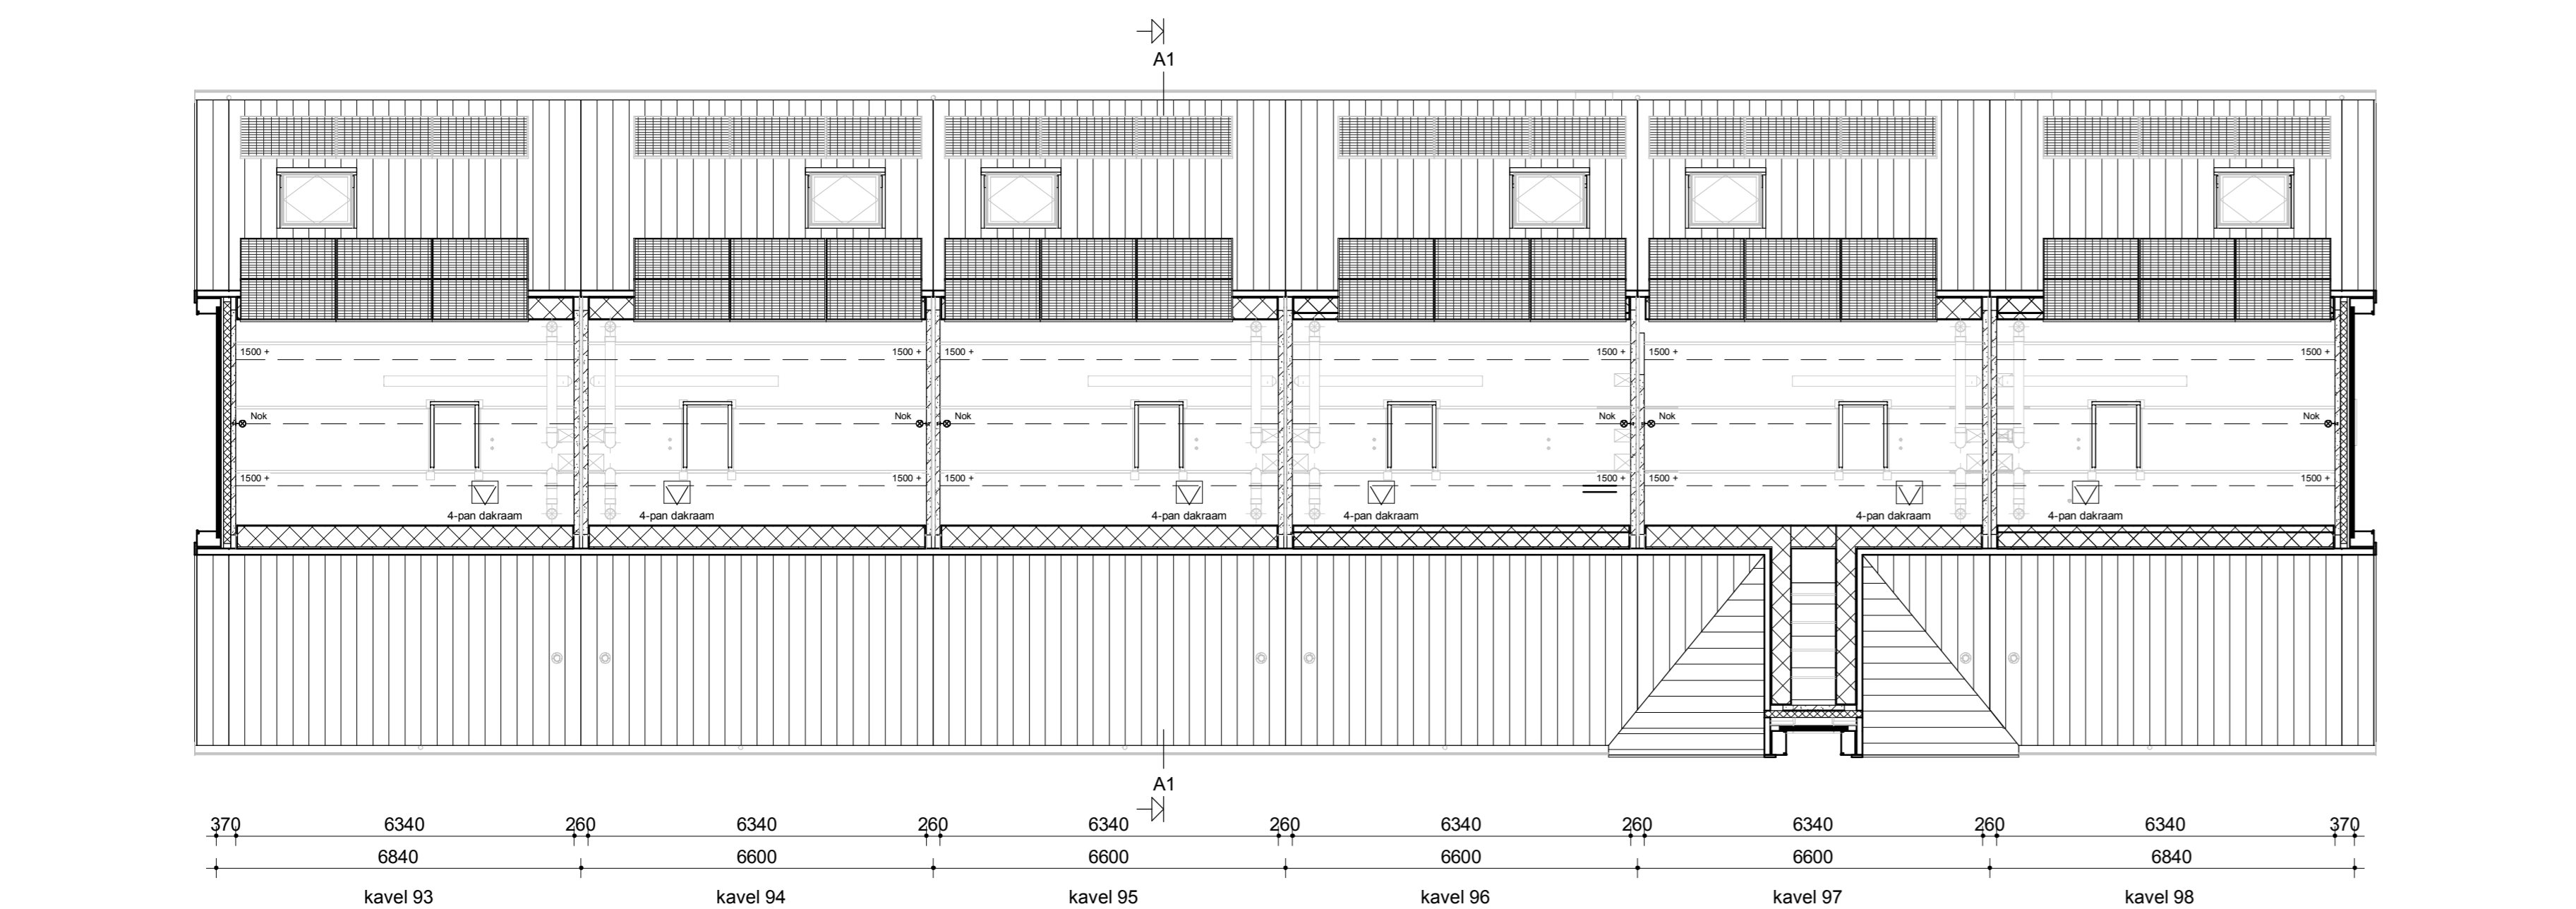 A1
1500 + 1500 + 1500 + 1500 + 1500 + 1500 +
Nok Nok Nok Nok Nok Nok
1500 + 1500 + 1500 + 1500 + 1500 + 1500 +
4-pan dakraam 4-pan dakraam 4-pan dakraam 4-pan dakraam 4-pan dakraam 4-pan dakraam
A1
370 6340 260 6340 260 6340 260 6340 260 6340 260 6340 370
6840 6600 6600 6600 6600 6840
kavel 93 kavel 94 kavel 95 kavel 96 kavel 97 kavel 98